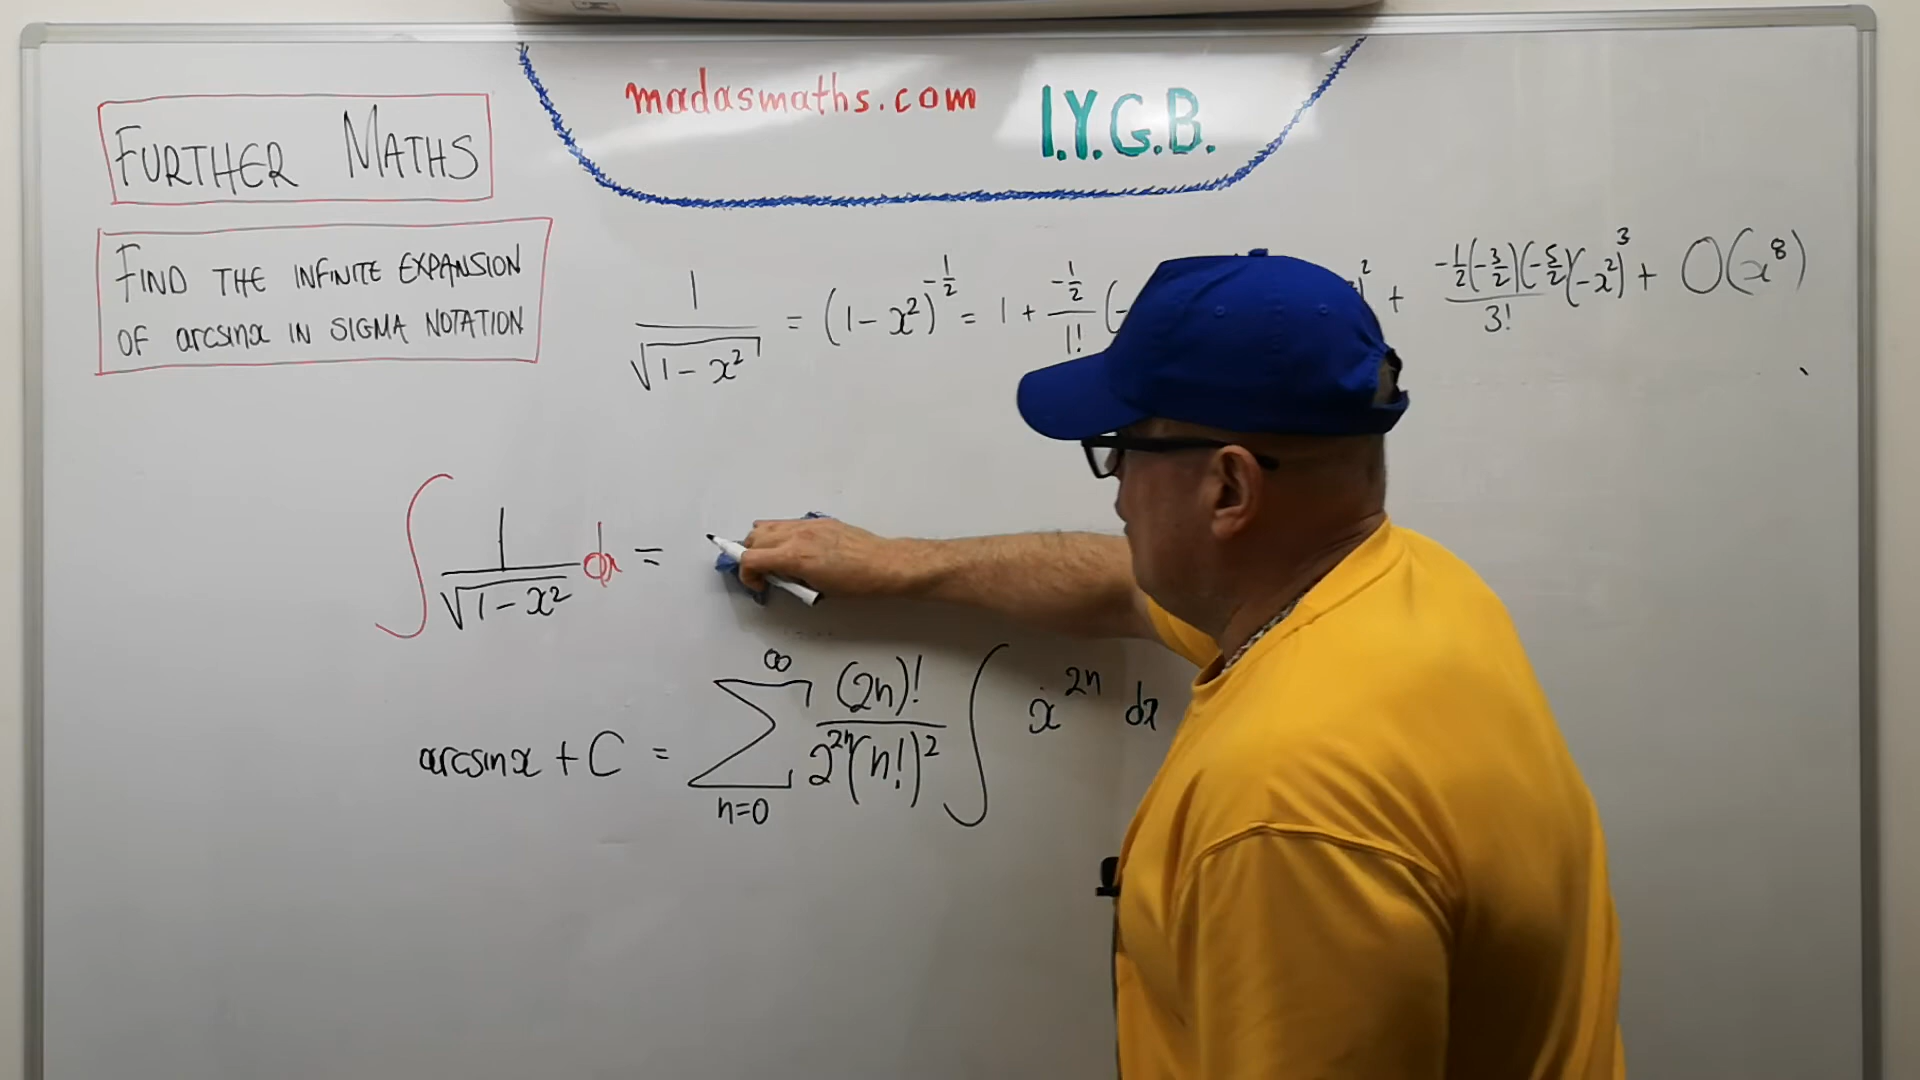 madasmaths.com I.Y.G.B.
FURTHER MATHS
FIND THE INFINITE EXPANSION
OF arcsinx IN SIGMA NOTATION
1/√(1-x²) = (1-x²)^(-1/2) = 1 + (-1/2)/1! (- ² + (-1/2)(-3/2)(-5/2)(-x²)³/3! + O(x⁸)
∫ 1/√(1-x²) dx =
arcsinx + C = ∑_{n=0}^{∞} (2n)!/(2^{2n}(n!)²) ∫ x^{2n} dx